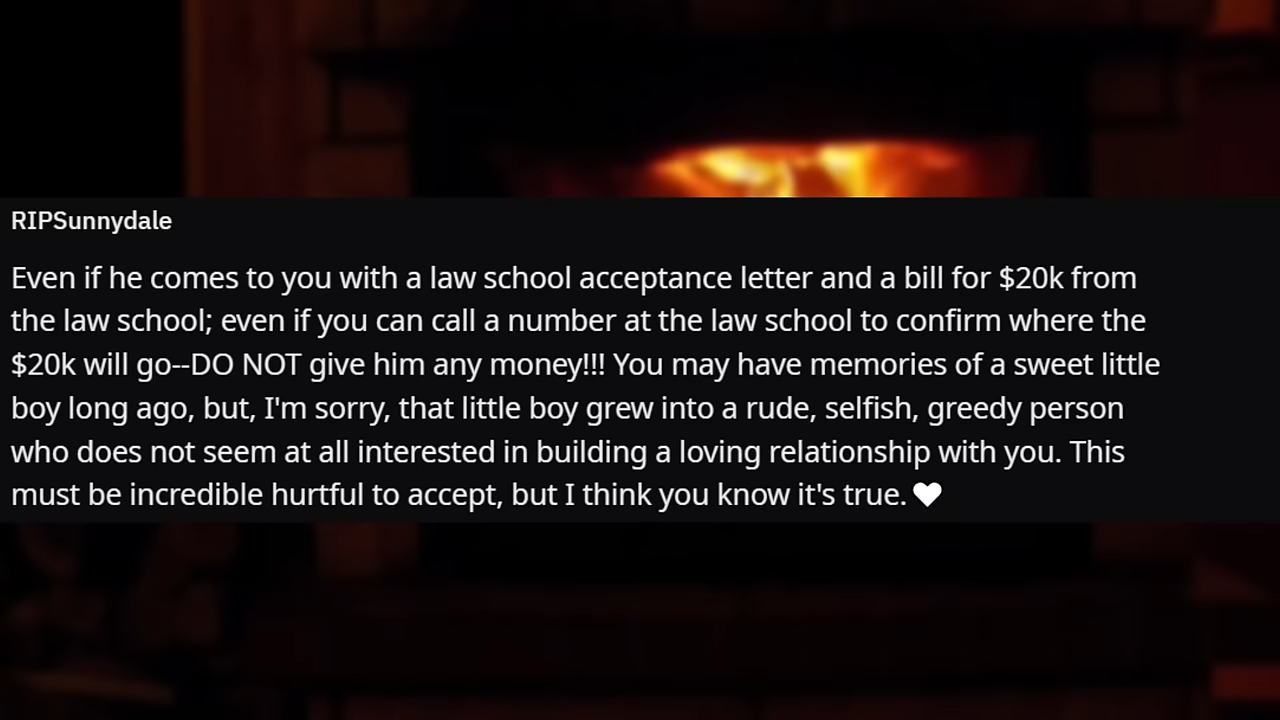 RIPSunnydale
Even if he comes to you with a law school acceptance letter and a bill for $20k from
the law school; even if you can call a number at the law school to confirm where the
$20k will go--DO NOT give him any money!!! You may have memories of a sweet little
boy long ago, but, I'm sorry, that little boy grew into a rude, selfish, greedy person
who does not seem at all interested in building a loving relationship with you. This
must be incredible hurtful to accept, but I think you know it's true. ♥